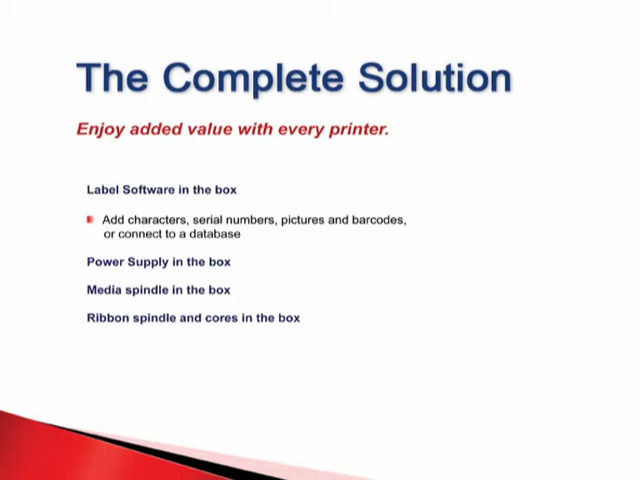 The Complete Solution
Enjoy added value with every printer.
Label Software in the box
Add characters, serial numbers, pictures and barcodes,
or connect to a database
Power Supply in the box
Media spindle in the box
Ribbon spindle and cores in the box